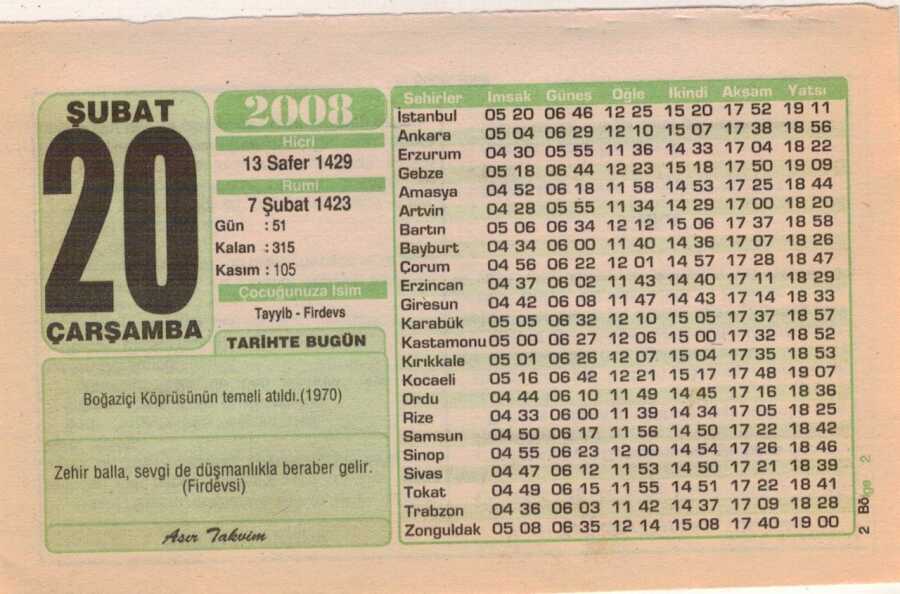 ŞUBAT
20
ÇARŞAMBA
2008
Hicri
13 Safer 1429
Rumi
7 Şubat 1423
Gün : 51
Kalan : 315
Kasım : 105
Çocuğunuza İsim
Tayyib - Firdevs
TARİHTE BUGÜN
Boğaziçi Köprüsünün temeli atıldı.(1970)
Zehir balla, sevgi de düşmanlıkla beraber gelir.
(Firdevsi)
Asır Takvim
Şehirler İmsak Güneş Öğle İkindi Akşam Yatsı
İstanbul 05 20 06 46 12 25 15 20 17 52 19 11
Ankara 05 04 06 29 12 10 15 07 17 38 18 56
Erzurum 04 30 05 55 11 36 14 33 17 04 18 22
Gebze 05 18 06 44 12 23 15 18 17 50 19 09
Amasya 04 52 06 18 11 58 14 53 17 25 18 44
Artvin 04 28 05 55 11 34 14 29 17 00 18 20
Bartın 05 06 06 34 12 12 15 06 17 37 18 58
Bayburt 04 34 06 00 11 40 14 36 17 07 18 26
Çorum 04 56 06 22 12 01 14 57 17 28 18 47
Erzincan 04 37 06 02 11 43 14 40 17 11 18 29
Giresun 04 42 06 08 11 47 14 43 17 14 18 33
Karabük 05 05 06 32 12 10 15 05 17 37 18 57
Kastamonu 05 00 06 27 12 06 15 00 17 32 18 52
Kırıkkale 05 01 06 26 12 07 15 04 17 35 18 53
Kocaeli 05 16 06 42 12 21 15 17 17 48 19 07
Ordu 04 44 06 10 11 49 14 45 17 16 18 36
Rize 04 33 06 00 11 39 14 34 17 05 18 25
Samsun 04 50 06 17 11 56 14 50 17 22 18 42
Sinop 04 55 06 23 12 00 14 54 17 26 18 46
Sivas 04 47 06 12 11 53 14 50 17 21 18 39
Tokat 04 49 06 15 11 55 14 51 17 22 18 41
Trabzon 04 36 06 03 11 42 14 37 17 09 18 28
Zonguldak 05 08 06 35 12 14 15 08 17 40 19 00
2 Bölge 2